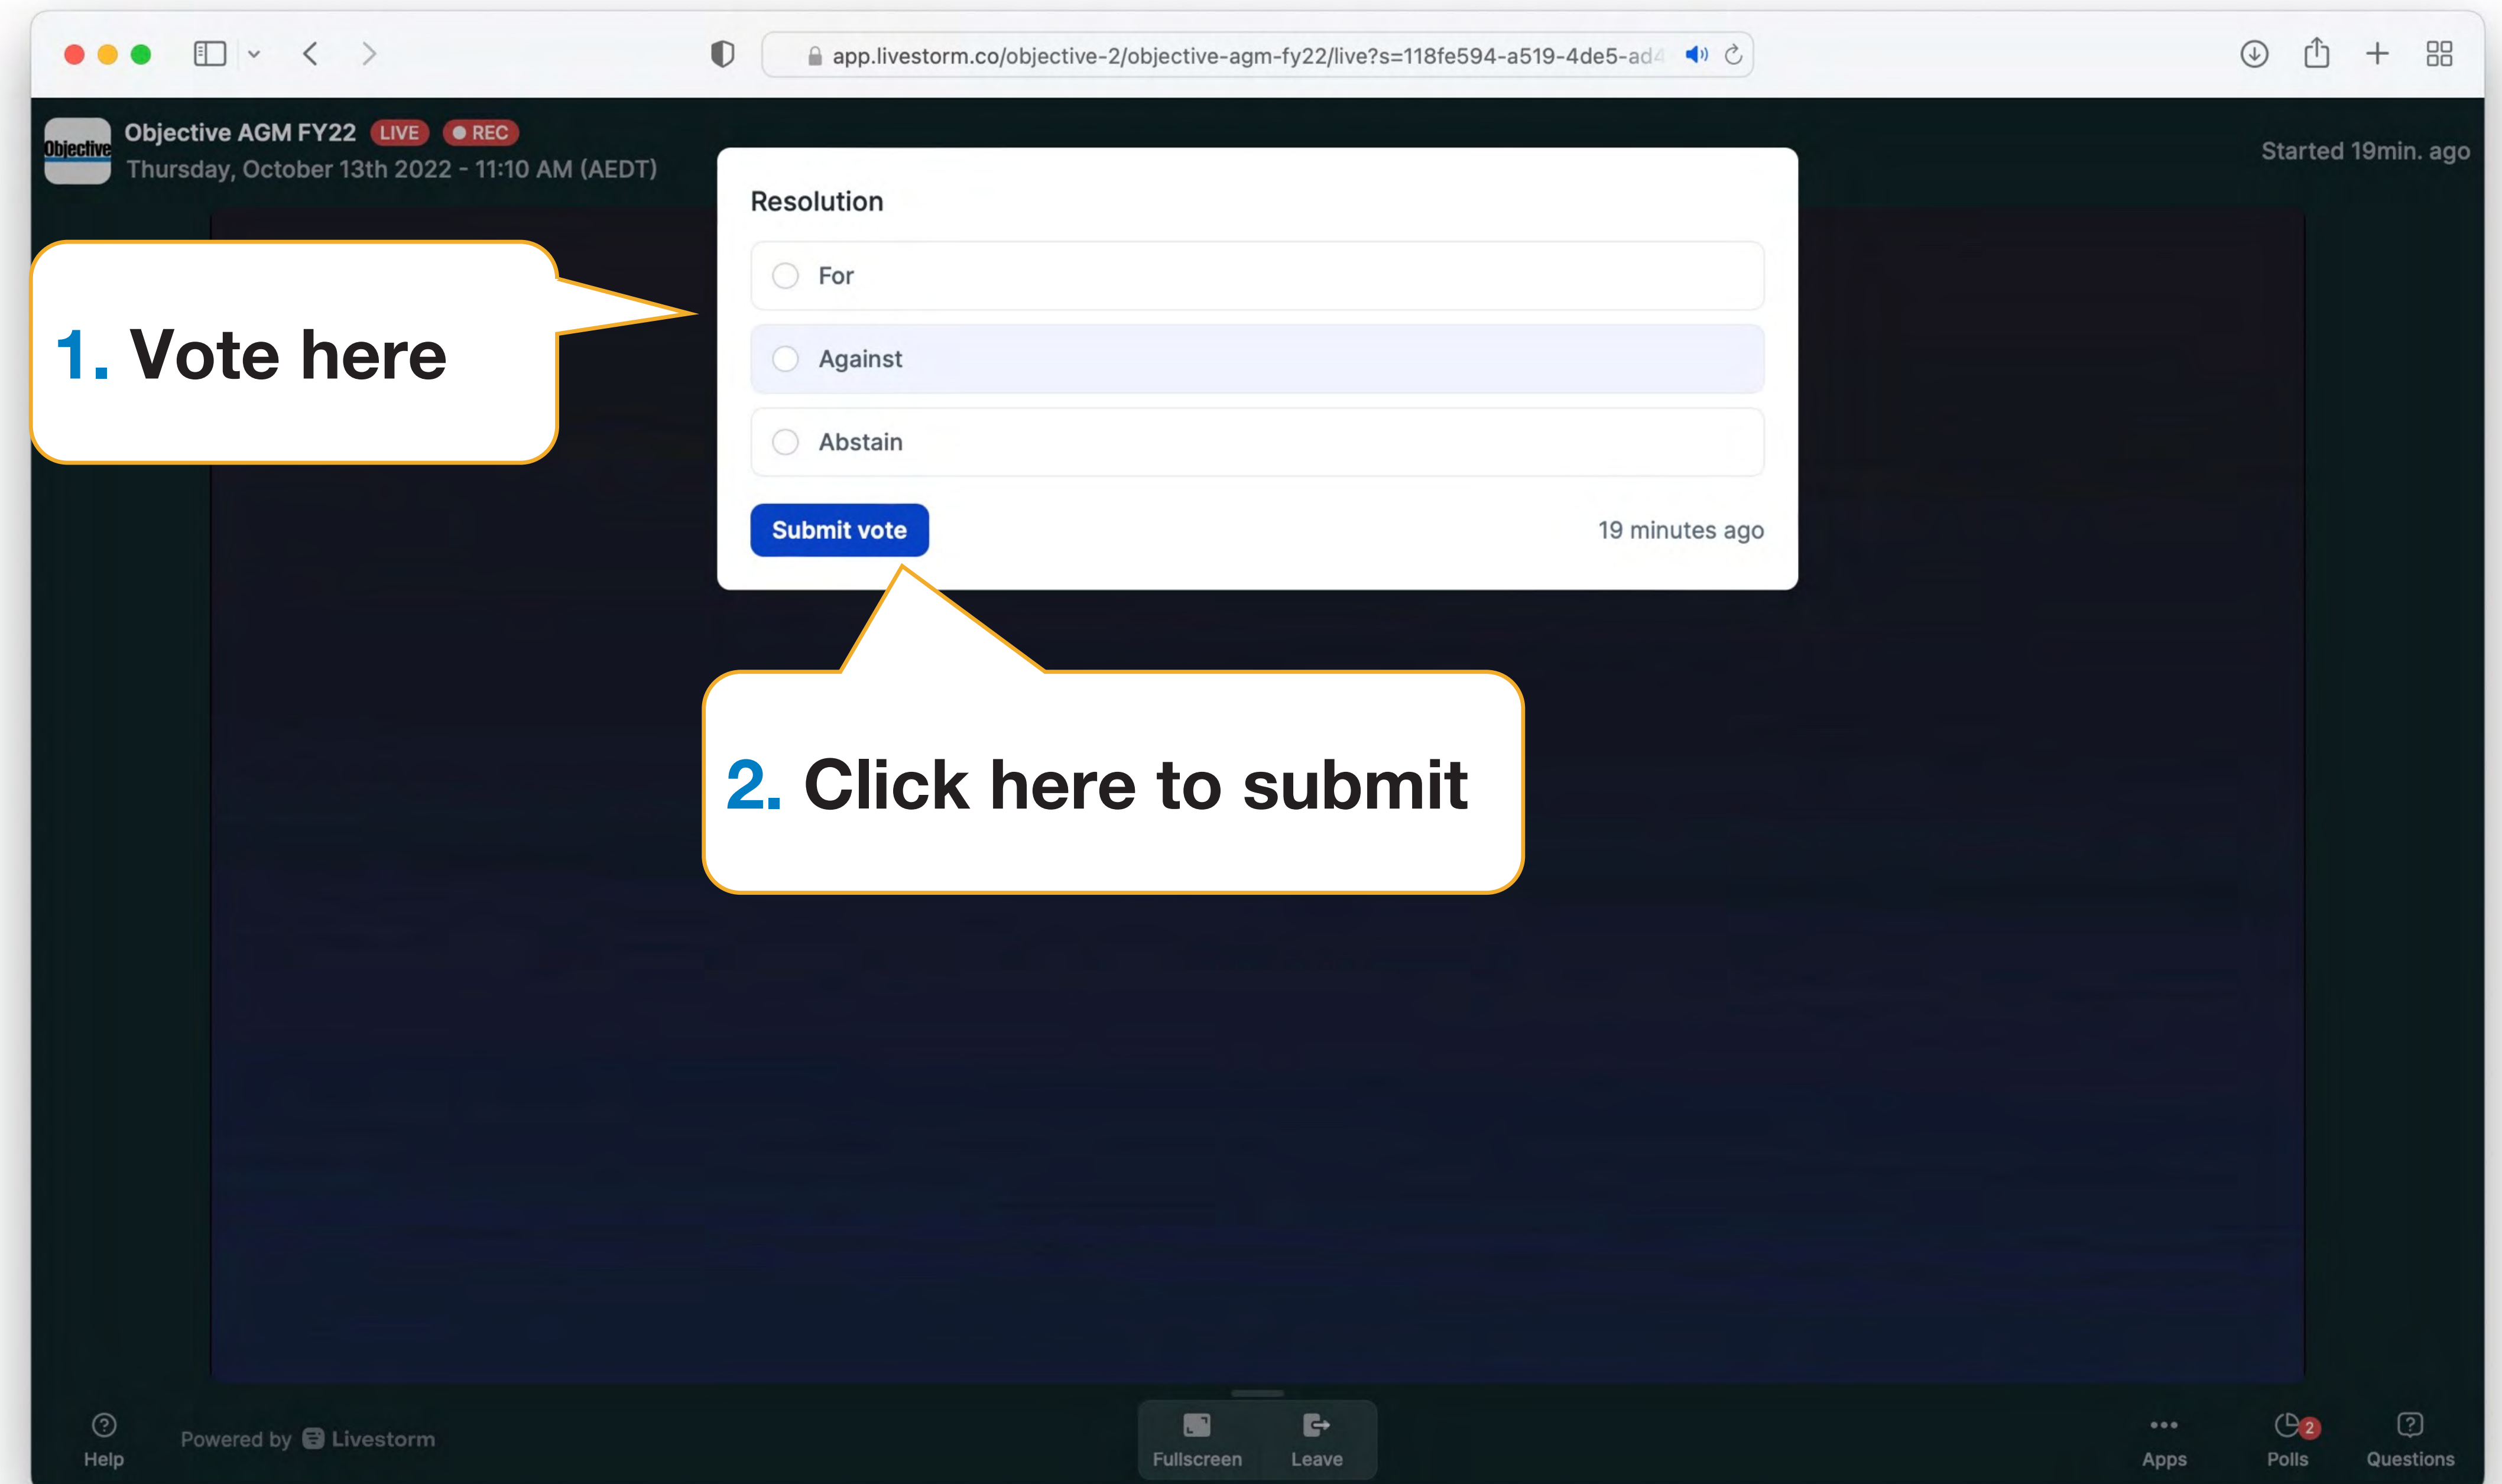 app.livestorm.co/objective-2/objective-agm-fy22/live?s=118fe594-a519-4de5-ad4
Objective
Objective AGM FY22 LIVE REC
Thursday, October 13th 2022 - 11:10 AM (AEDT)
Started 19min. ago
Resolution
For
Against
Abstain
Submit vote
19 minutes ago
1. Vote here
2. Click here to submit
Help
Powered by Livestorm
Fullscreen
Leave
Apps
2
Polls
Questions